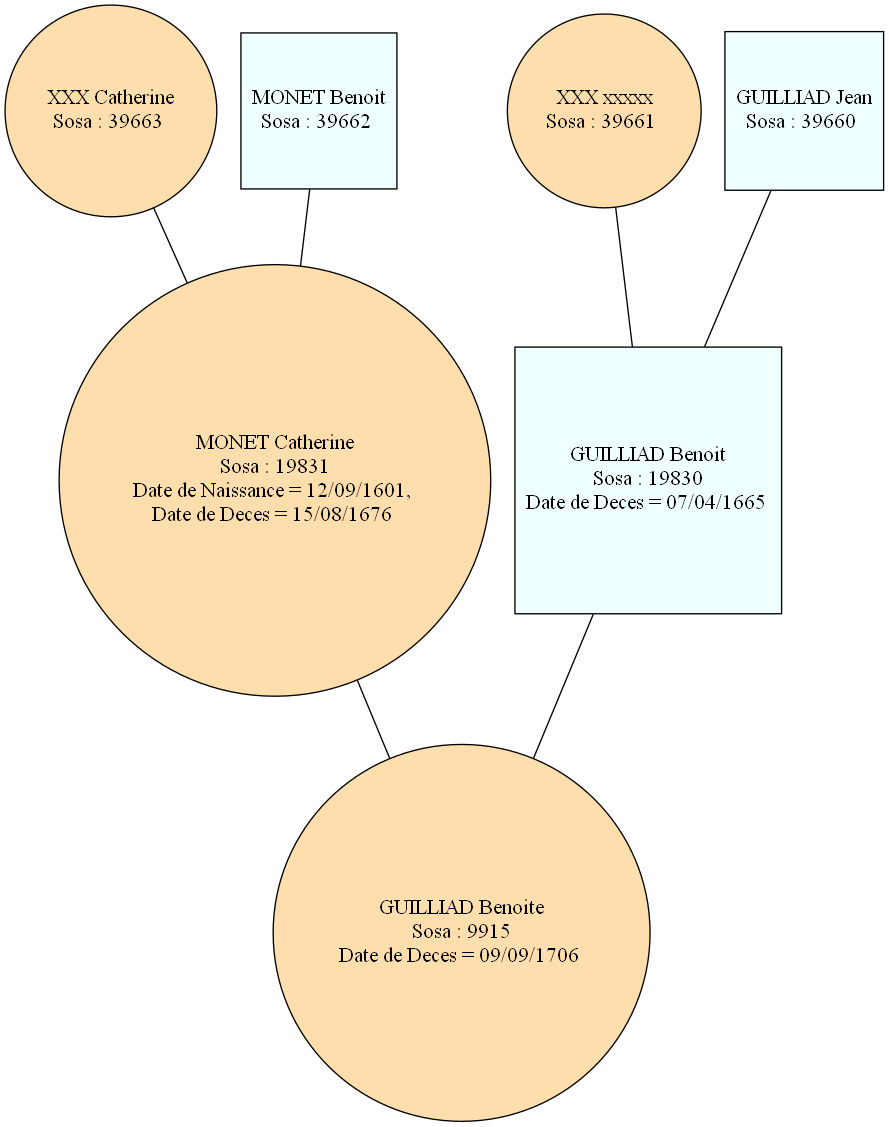 XXX Catherine
Sosa : 39663
MONET Benoit
Sosa : 39662
XXX xxxxx
Sosa : 39661
GUILLIAD Jean
Sosa : 39660
MONET Catherine
Sosa : 19831
Date de Naissance = 12/09/1601,
Date de Deces = 15/08/1676
GUILLIAD Benoit
Sosa : 19830
Date de Deces = 07/04/1665
GUILLIAD Benoite
Sosa : 9915
Date de Deces = 09/09/1706